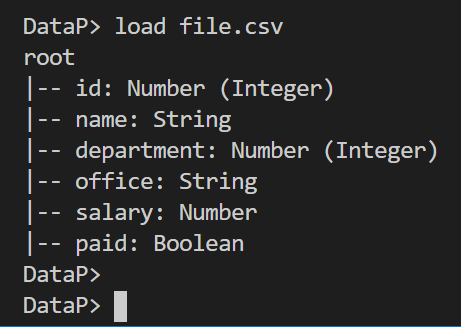 DataP> load file.csv
root
|-- id: Number (Integer)
|-- name: String
|-- department: Number (Integer)
|-- office: String
|-- salary: Number
|-- paid: Boolean
DataP>
DataP>